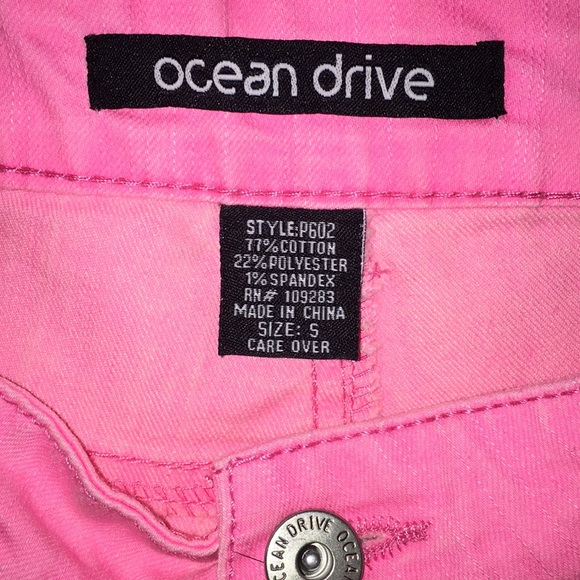 ocean drive
STYLE:P602
77%COTTON
22%POLYESTER
1%SPANDEX
RN# 109283
MADE IN CHINA
SIZE: S
CARE OVER
OCEAN DRIVE OCE